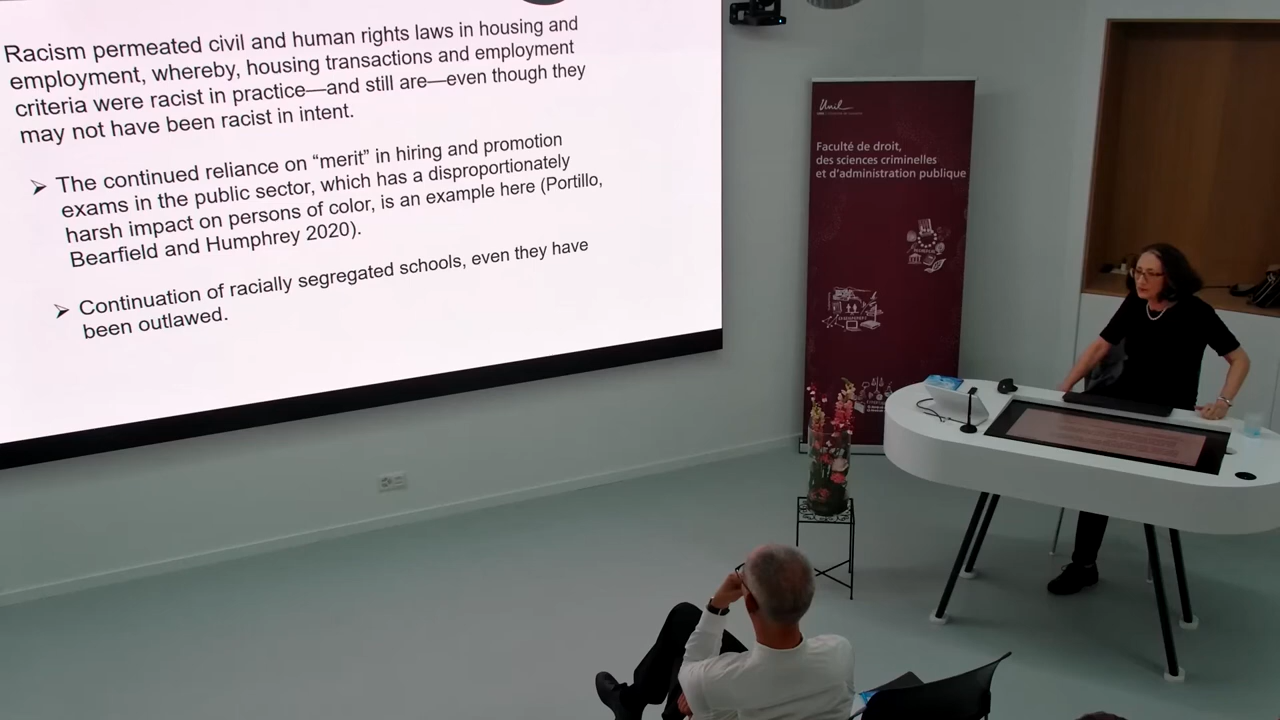 Racism permeated civil and human rights laws in housing and
employment, whereby, housing transactions and employment
criteria were racist in practice—and still are—even though they
may not have been racist in intent.
➢ The continued reliance on “merit” in hiring and promotion
exams in the public sector, which has a disproportionately
harsh impact on persons of color, is an example here (Portillo,
Bearfield and Humphrey 2020).
➢ Continuation of racially segregated schools, even they have
been outlawed.
Unil
Faculté de droit,
des sciences criminelles
et d’administration publique